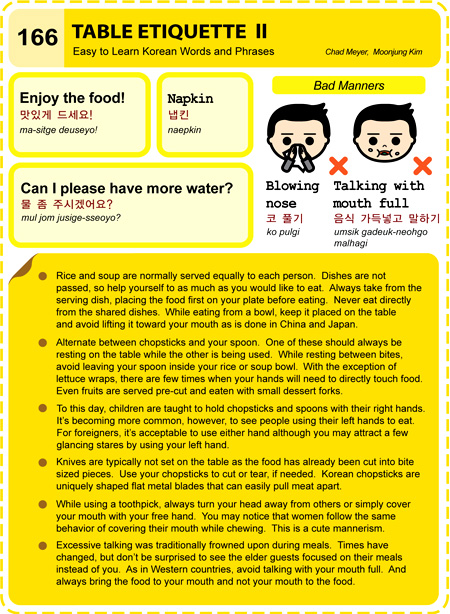 166
TABLE ETIQUETTE II
Easy to Learn Korean Words and Phrases
Chad Meyer, Moonjung Kim
Enjoy the food!
맛있게 드세요!
ma-sitge deuseyo!
Napkin
냅킨
naepkin
Can I please have more water?
물 좀 주시겠어요?
mul jom jusige-sseoyo?
Bad Manners
Blowing
nose
코 풀기
ko pulgi
Talking with
mouth full
음식 가득넣고 말하기
umsik gadeuk-neohgo
malhagi
Rice and soup are normally served equally to each person. Dishes are not
passed, so help yourself to as much as you would like to eat. Always take from the
serving dish, placing the food first on your plate before eating. Never eat directly
from the shared dishes. While eating from a bowl, keep it placed on the table
and avoid lifting it toward your mouth as is done in China and Japan.
Alternate between chopsticks and your spoon. One of these should always be
resting on the table while the other is being used. While resting between bites,
avoid leaving your spoon inside your rice or soup bowl. With the exception of
lettuce wraps, there are few times when your hands will need to directly touch food.
Even fruits are served pre-cut and eaten with small dessert forks.
To this day, children are taught to hold chopsticks and spoons with their right hands.
It's becoming more common, however, to see people using their left hands to eat.
For foreigners, it's acceptable to use either hand although you may attract a few
glancing stares by using your left hand.
Knives are typically not set on the table as the food has already been cut into bite
sized pieces. Use your chopsticks to cut or tear, if needed. Korean chopsticks are
uniquely shaped flat metal blades that can easily pull meat apart.
While using a toothpick, always turn your head away from others or simply cover
your mouth with your free hand. You may notice that women follow the same
behavior of covering their mouth while chewing. This is a cute mannerism.
Excessive talking was traditionally frowned upon during meals. Times have
changed, but don't be surprised to see the elder guests focused on their meals
instead of you. As in Western countries, avoid talking with your mouth full. And
always bring the food to your mouth and not your mouth to the food.